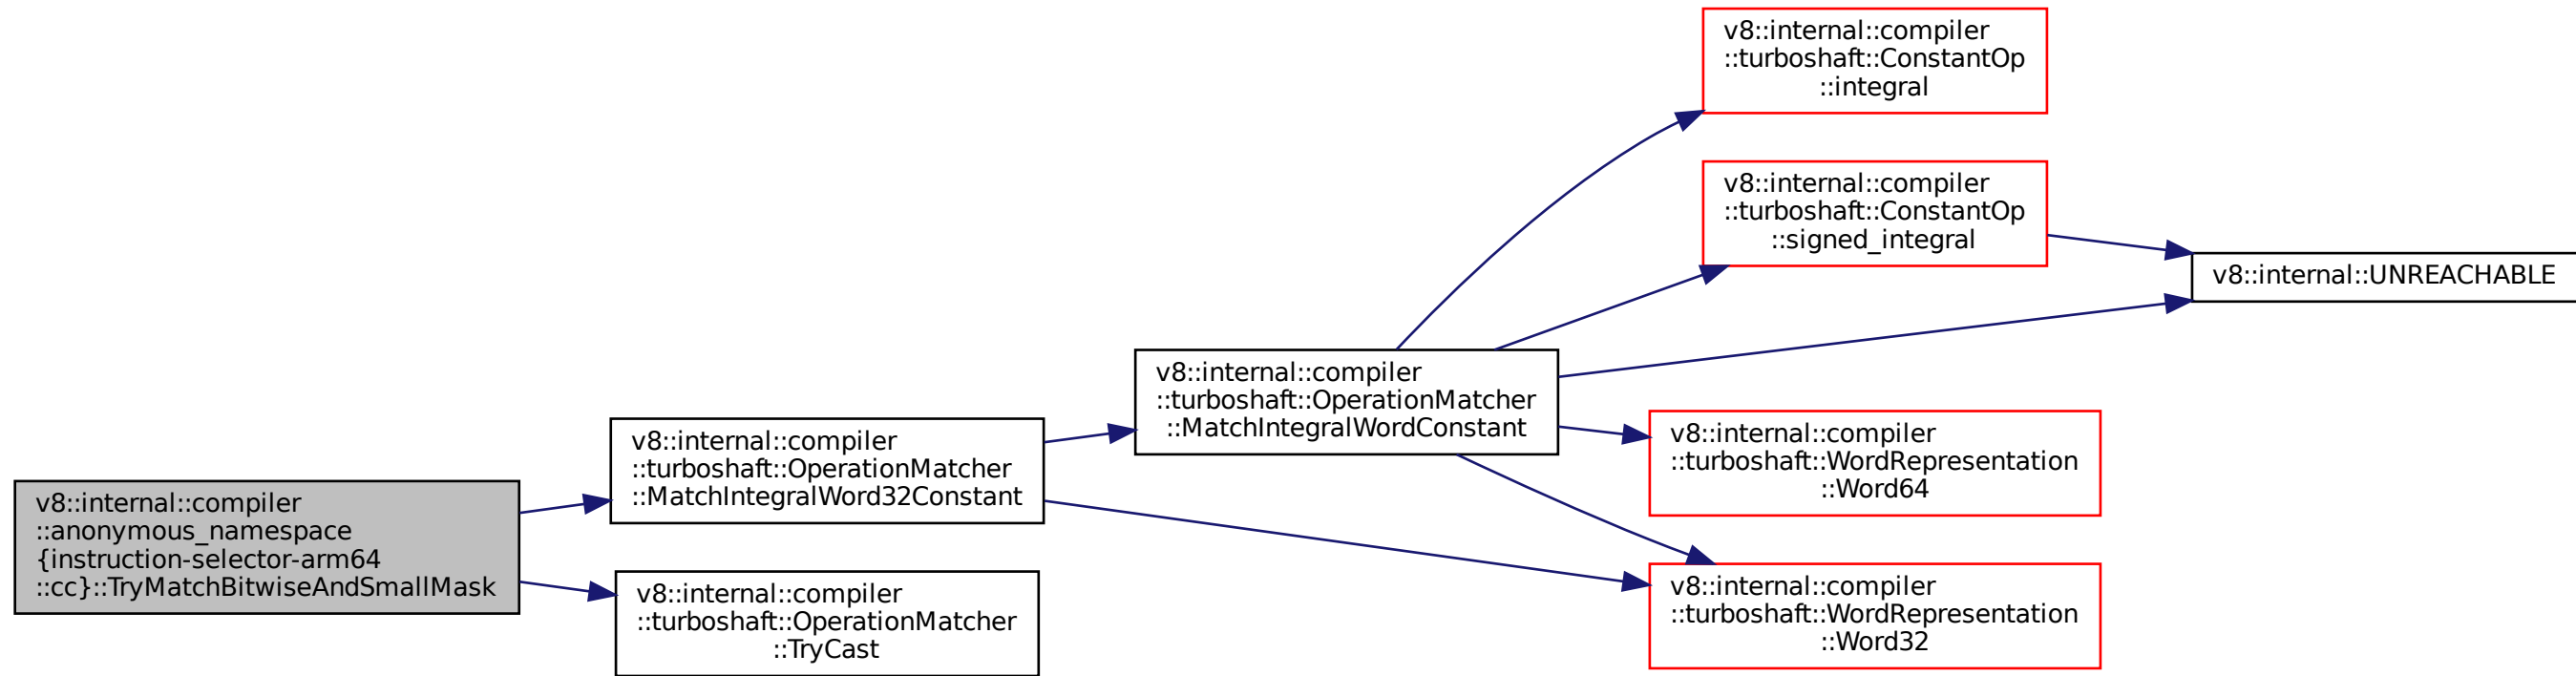 v8::internal::compiler
::anonymous_namespace
{instruction-selector-arm64
::cc}::TryMatchBitwiseAndSmallMask
v8::internal::compiler
::turboshaft::OperationMatcher
::MatchIntegralWord32Constant
v8::internal::compiler
::turboshaft::OperationMatcher
::TryCast
v8::internal::compiler
::turboshaft::OperationMatcher
::MatchIntegralWordConstant
v8::internal::compiler
::turboshaft::ConstantOp
::integral
v8::internal::compiler
::turboshaft::ConstantOp
::signed_integral
v8::internal::UNREACHABLE
v8::internal::compiler
::turboshaft::WordRepresentation
::Word64
v8::internal::compiler
::turboshaft::WordRepresentation
::Word32